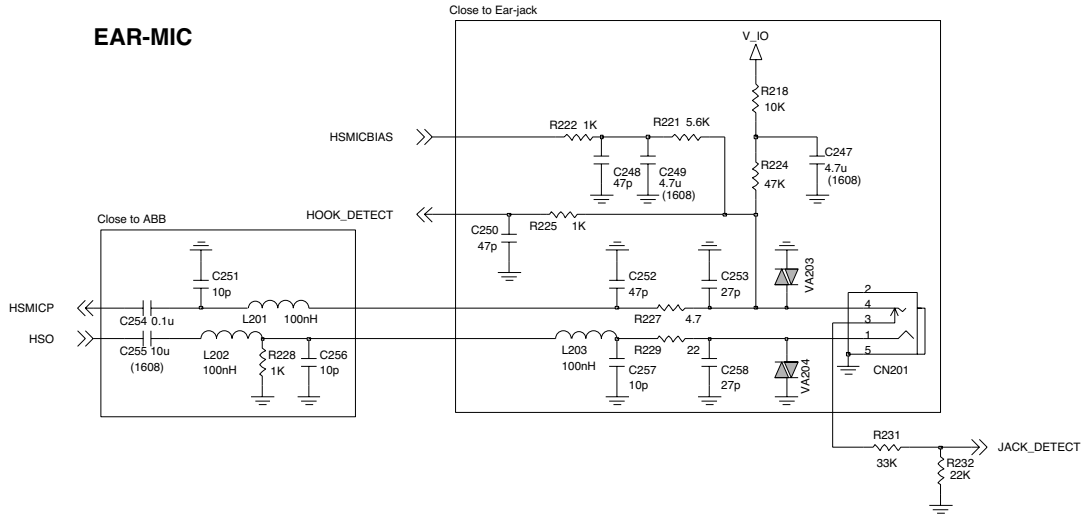 Close to Ear-jack
EAR-MIC
V_IO
R218
10K
R222 1K
R221 5.6K
HSMICBIAS
C247
4.7u
(1608)
R224
47K
C248
47p
C249
4.7u
(1608)
Close to ABB
HOOK_DETECT
R225 1K
C250
47p
C251
10p
C252
47p
C253
27p
VA203
HSMICP
C254 0.1u
L201 100nH
R227 4.7
2
4
3
1
5
CN201
HSO
C255 10u
(1608)
L202
100nH
R228
1K
C256
10p
L203
100nH
R229 22
C257
10p
C258
27p
VA204
R231
33K
JACK_DETECT
R232
22K